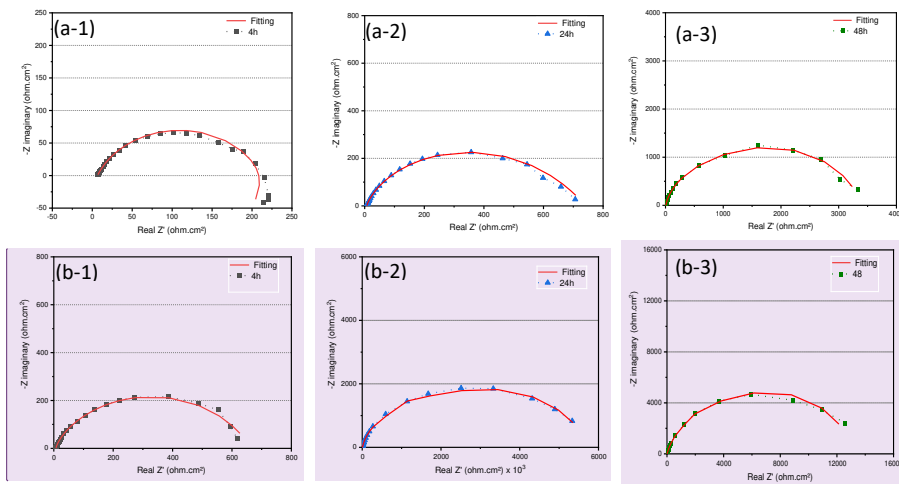 (a-1)
Fitting
4h
250
200
150
100
50
0
-50
-Z imaginary (ohm.cm²)
-50
0
50
100
150
200
250
Real Z' (ohm.cm²)
(a-2)
Fitting
24h
800
600
400
200
0
-Z imaginary (ohm.cm²)
0
200
400
600
800
Real Z' (ohm.cm²)
(a-3)
Fitting
48h
4000
3000
2000
1000
0
-Z imaginary (ohm.cm²)
0
1000
2000
3000
4000
Real Z' (ohm.cm²)
(b-1)
Fitting
4h
800
600
400
200
0
-Z imaginary (ohm.cm²)
0
200
400
600
800
Real Z' (ohm.cm²)
(b-2)
Fitting
24h
6000
4000
2000
0
-Z imaginary (ohm.cm²)
0
1000
2000
3000
4000
5000
6000
Real Z' (ohm.cm²) x 10³
(b-3)
Fitting
48
16000
12000
8000
4000
0
-Z imaginary (ohm.cm²)
0
4000
8000
12000
16000
Real Z' (ohm.cm²)